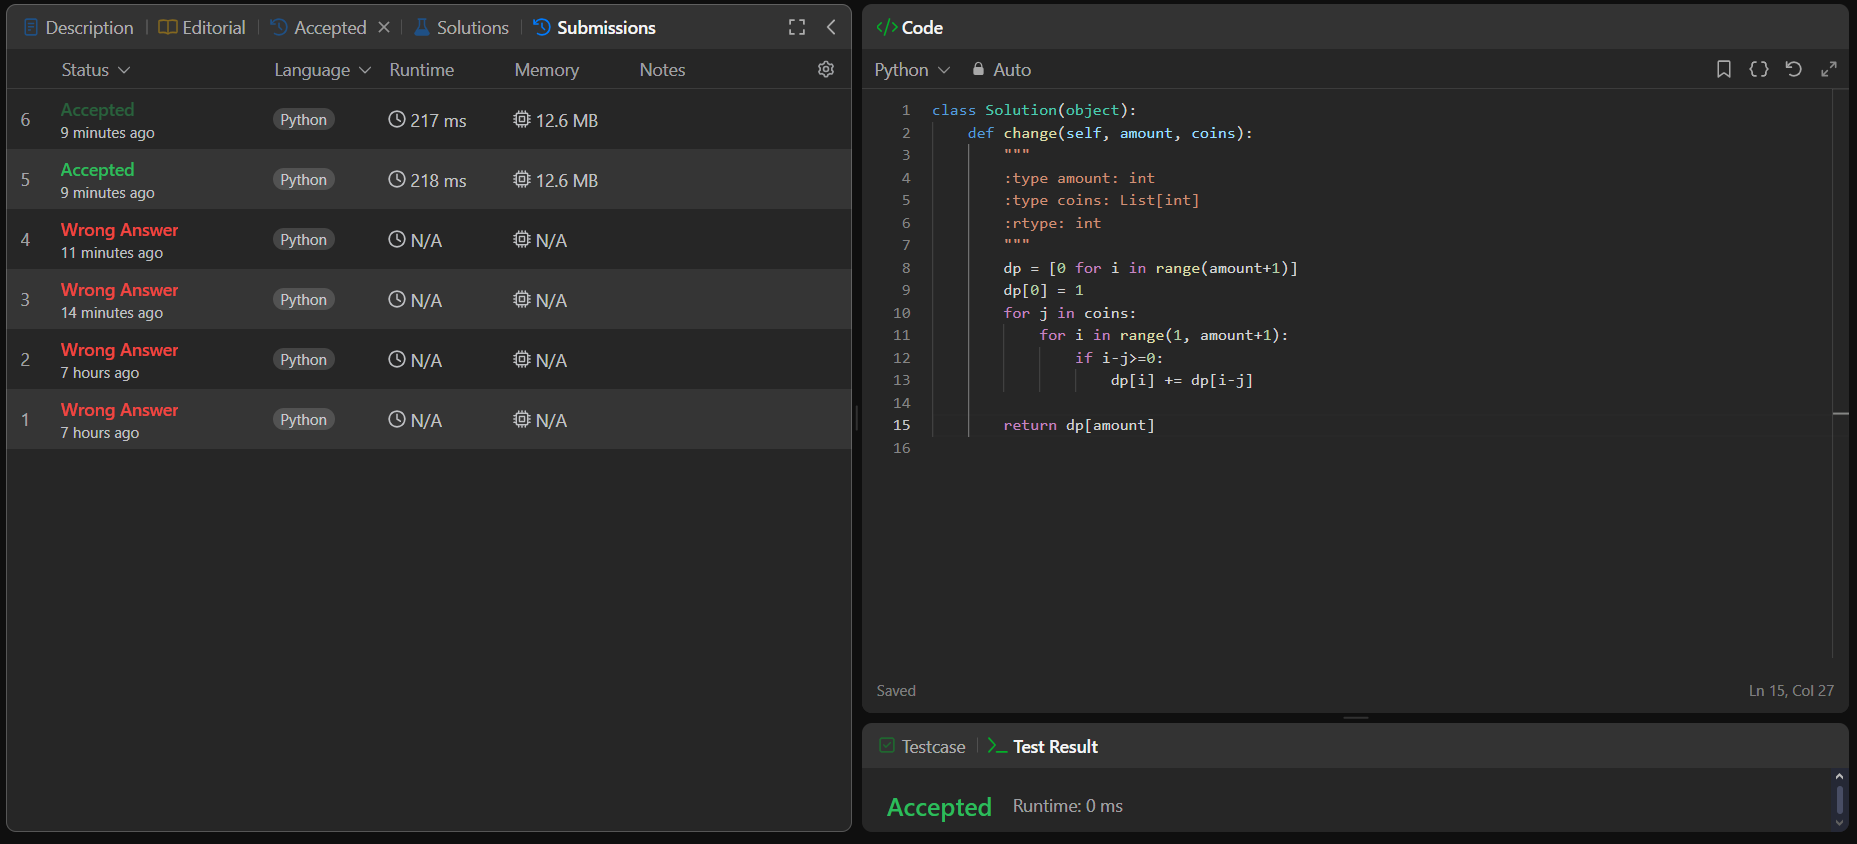 Description | Editorial | Accepted × | Solutions | Submissions
Status Language Runtime Memory Notes
6 Accepted Python 217 ms 12.6 MB
9 minutes ago
5 Accepted Python 218 ms 12.6 MB
9 minutes ago
4 Wrong Answer Python N/A N/A
11 minutes ago
3 Wrong Answer Python N/A N/A
14 minutes ago
2 Wrong Answer Python N/A N/A
7 hours ago
1 Wrong Answer Python N/A N/A
7 hours ago
</> Code
Python Auto
1 class Solution(object):
2     def change(self, amount, coins):
3         """
4         :type amount: int
5         :type coins: List[int]
6         :rtype: int
7         """
8         dp = [0 for i in range(amount+1)]
9         dp[0] = 1
10         for j in coins:
11             for i in range(1, amount+1):
12                 if i-j>=0:
13                     dp[i] += dp[i-j]
14
15         return dp[amount]
16
Saved Ln 15, Col 27
Testcase | >_ Test Result
Accepted Runtime: 0 ms